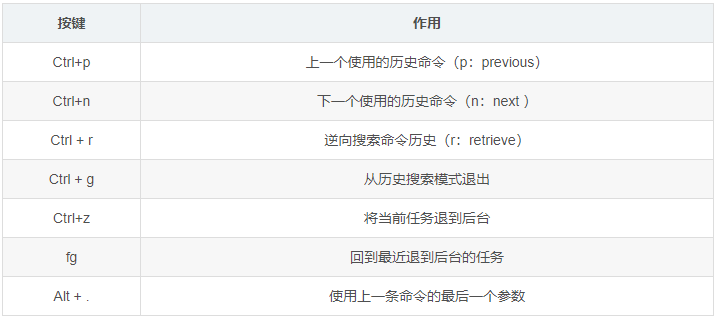 按键 作用
Ctrl+p 上一个使用的历史命令（p：previous）
Ctrl+n 下一个使用的历史命令（n：next ）
Ctrl + r 逆向搜索命令历史（r：retrieve）
Ctrl + g 从历史搜索模式退出
Ctrl+z 将当前任务退到后台
fg 回到最近退到后台的任务
Alt + . 使用上一条命令的最后一个参数